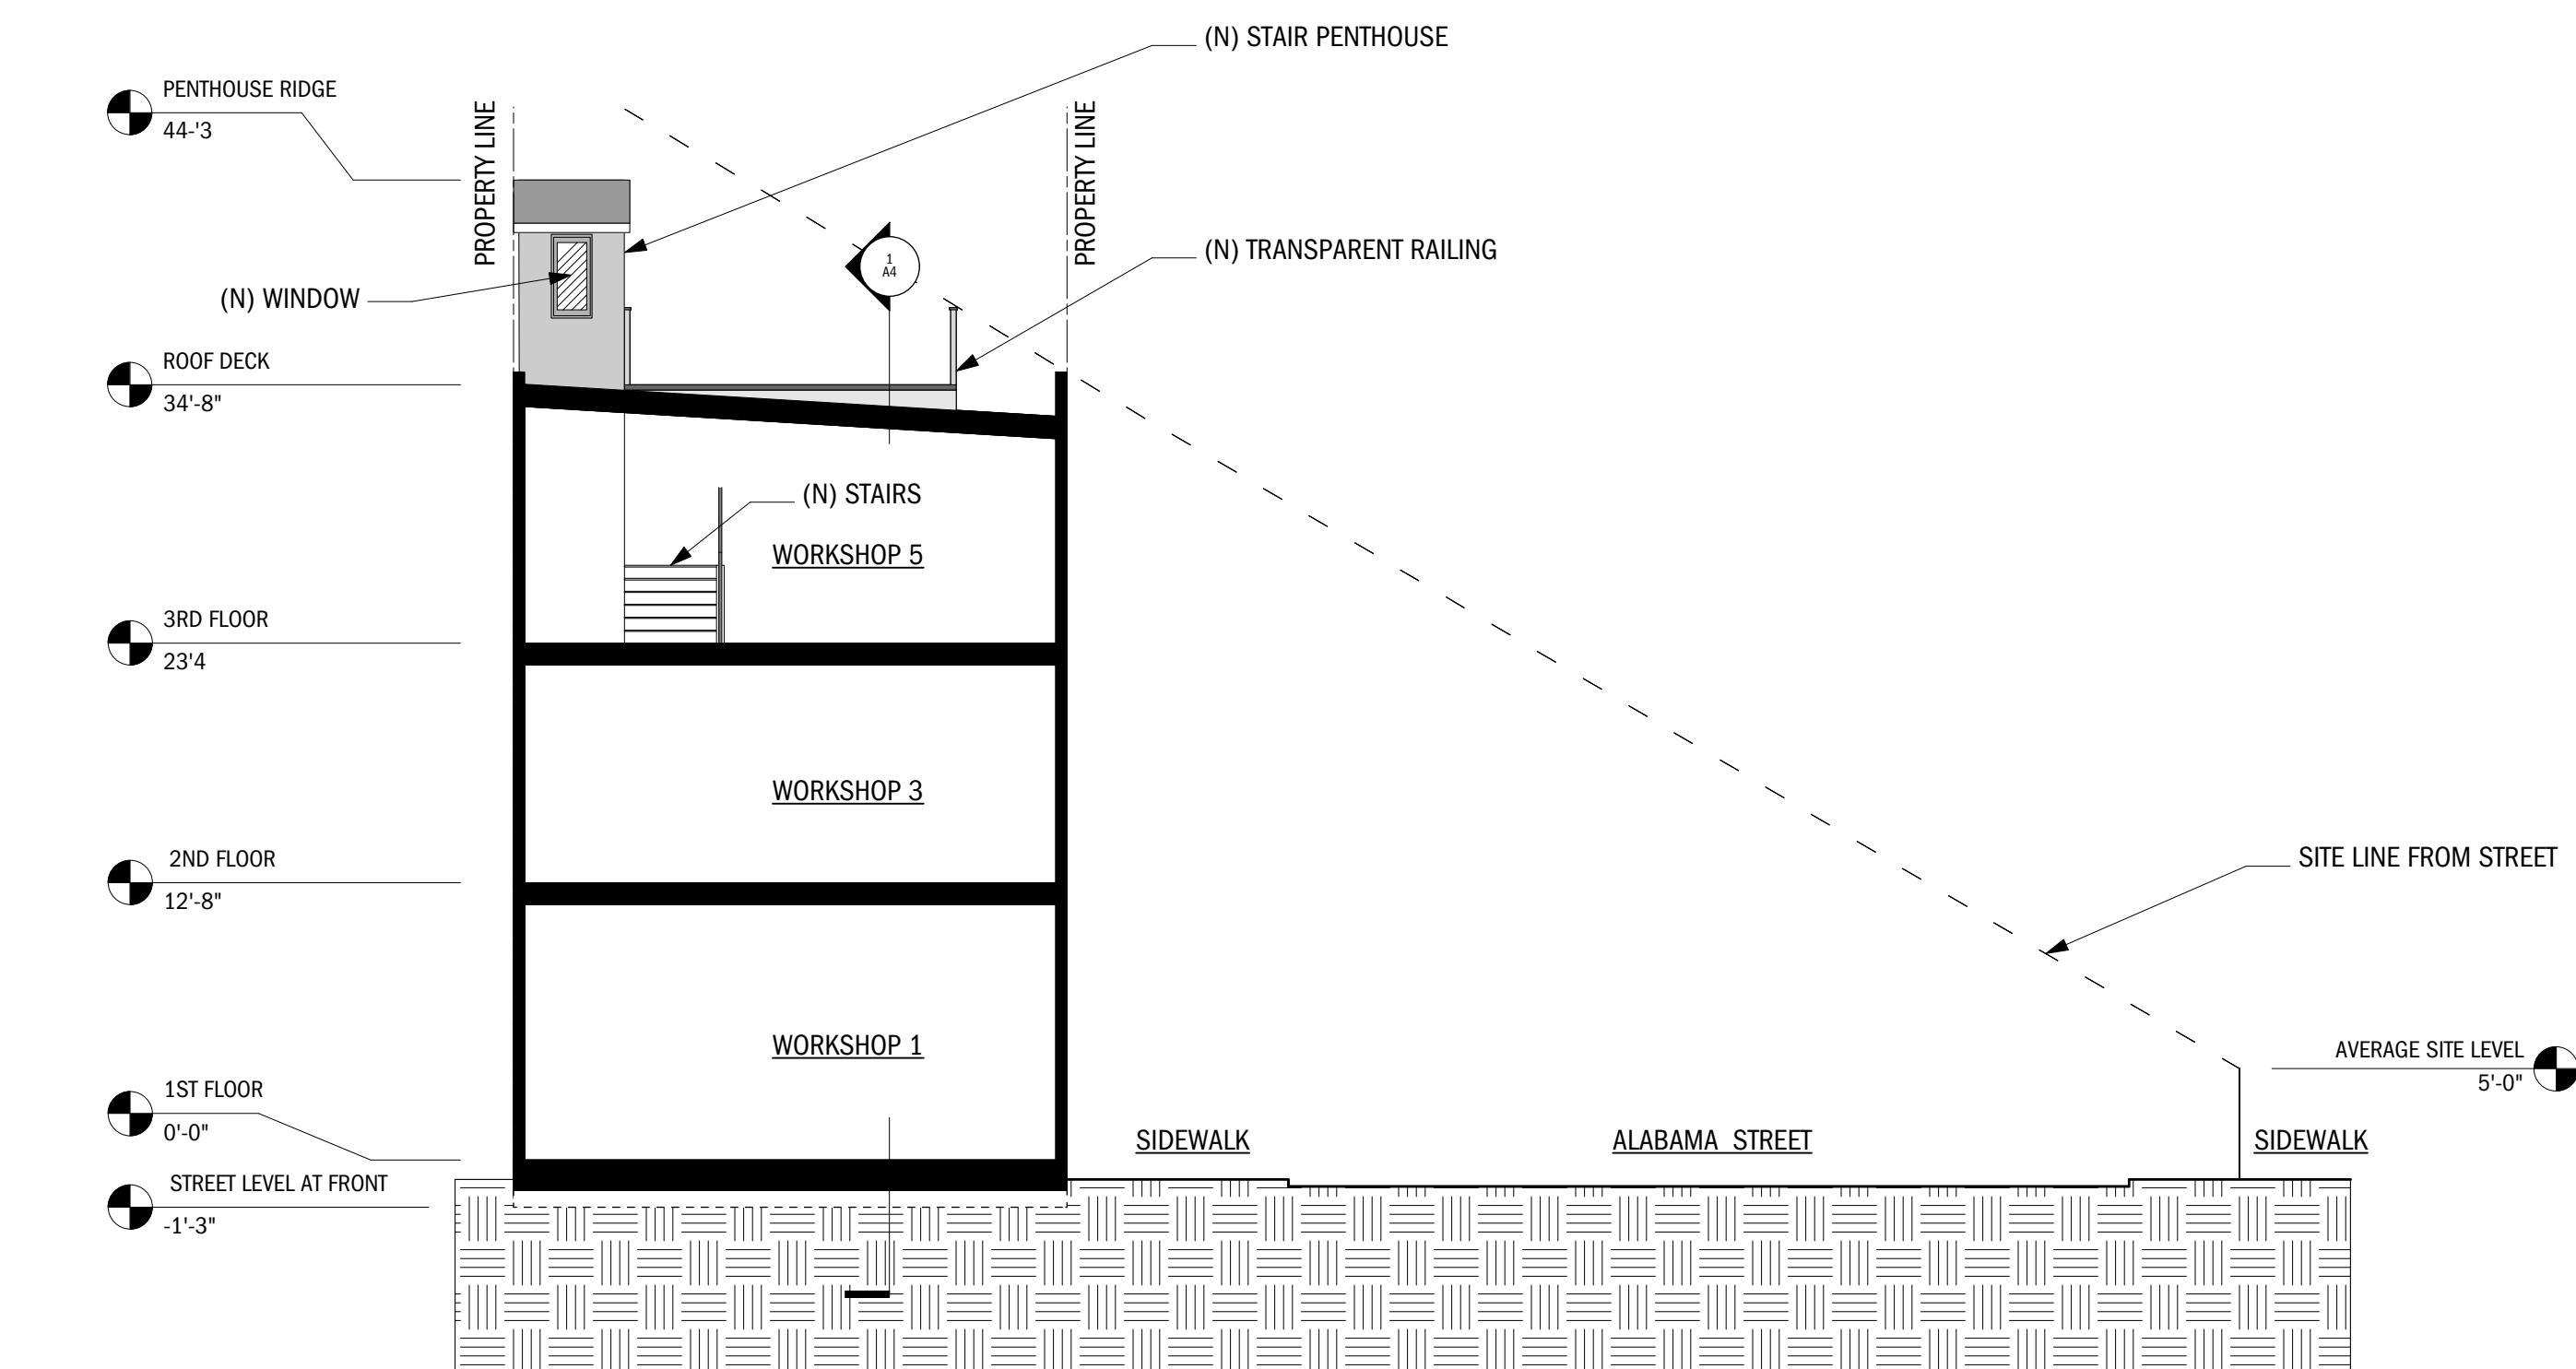 (N) STAIR PENTHOUSE
PENTHOUSE RIDGE
44-'3
PROPERTY LINE
PROPERTY LINE
(N) TRANSPARENT RAILING
1
A4
(N) WINDOW
ROOF DECK
34'-8"
(N) STAIRS
WORKSHOP 5
3RD FLOOR
23'4
WORKSHOP 3
2ND FLOOR
12'-8"
SITE LINE FROM STREET
WORKSHOP 1
AVERAGE SITE LEVEL
5'-0"
1ST FLOOR
0'-0"
SIDEWALK
ALABAMA STREET
SIDEWALK
STREET LEVEL AT FRONT
-1'-3"